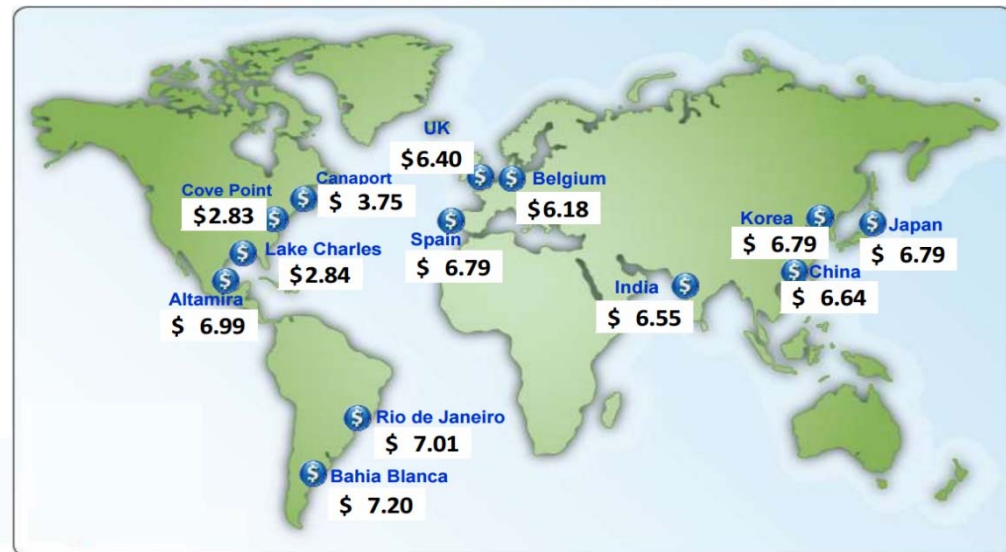 UK
$6.40
Canaport
$ 3.75
Cove Point
$2.83
Belgium
$6.18
Lake Charles
$2.84
Spain
$ 6.79
Korea
$ 6.79
Japan
$ 6.79
China
$ 6.64
India
$ 6.55
Altamira
$ 6.99
Rio de Janeiro
$ 7.01
Bahia Blanca
$ 7.20